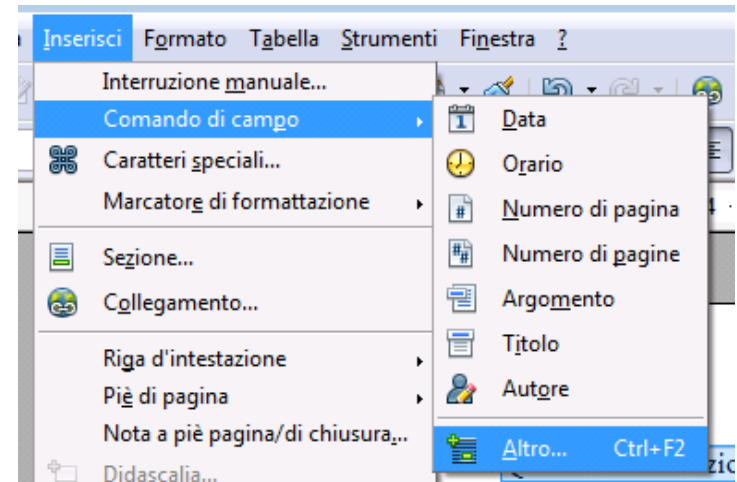 Inserisci Formato Tabella Strumenti Finestra ?
Interruzione manuale...
Comando di campo
Caratteri speciali...
Marcatore di formattazione
Sezione...
Collegamento...
Riga d'intestazione
Piè di pagina
Nota a piè pagina/di chiusura...
Didascalia...
Data
Orario
Numero di pagina
Numero di pagine
Argomento
Titolo
Autore
Altro... Ctrl+F2